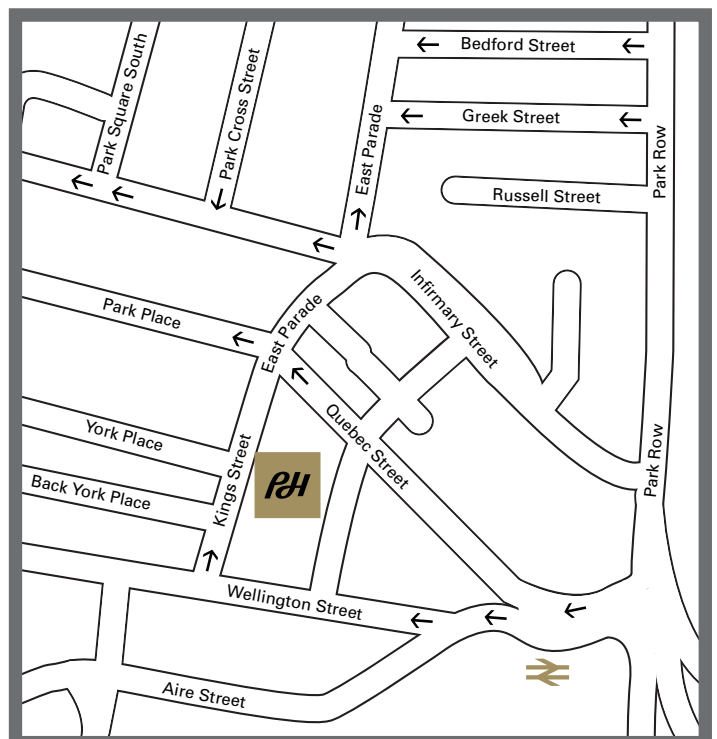 Bedford Street
Park Square South
Park Cross Street
East Parade
Greek Street
Park Row
Russell Street
Park Place
East Parade
Infirmary Street
York Place
Quebec Street
Park Row
Back York Place
Kings Street
PH
Wellington Street
Aire Street